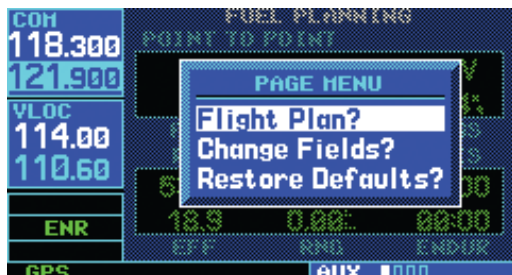 COM
118.300
121.900
VLOC
114.00
110.60
ENR
GPS
FUEL PLANNING
POINT TO POINT
PAGE MENU
Flight Plan?
Change Fields?
Restore Defaults?
18.9 0.00 00:00
EFF RNG ENDUR
AUX